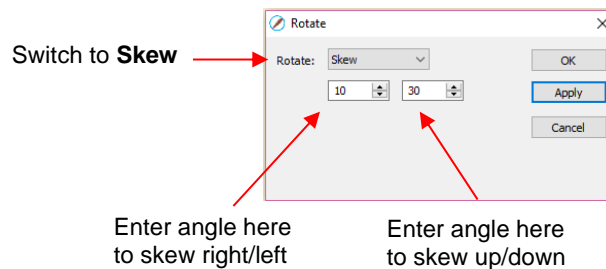 Rotate
Switch to Skew
Rotate: Skew OK
10 30 Apply
Cancel
Enter angle here Enter angle here
to skew right/left to skew up/down